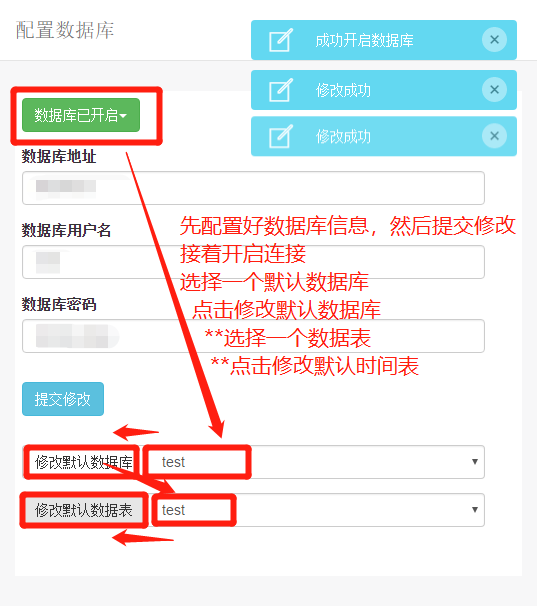 配置数据库
成功开启数据库
修改成功
修改成功
数据库已开启
数据库地址
数据库用户名
数据库密码
先配置好数据库信息，然后提交修改
接着开启连接
选择一个默认数据库
点击修改默认数据库
**选择一个数据表
**点击修改默认时间表
提交修改
修改默认数据库 test
修改默认数据表 test